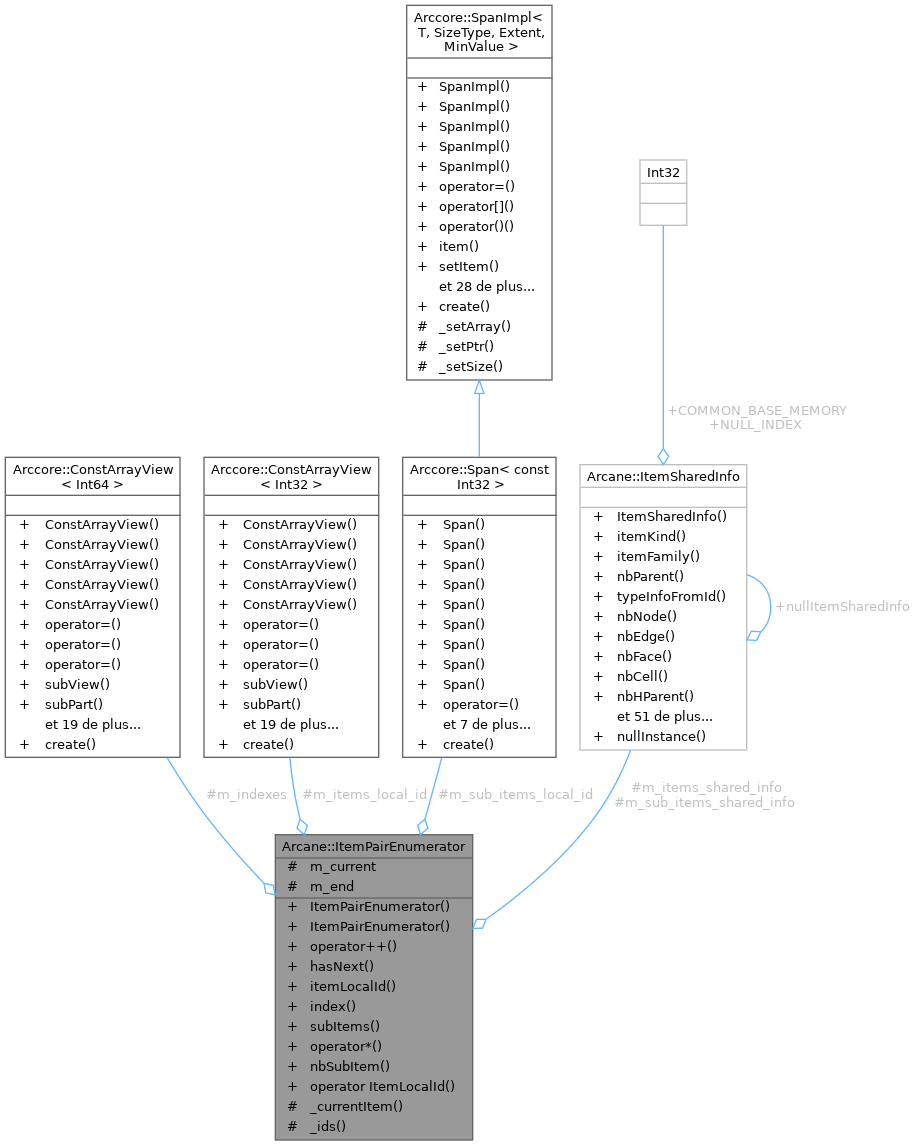 Arccore::SpanImpl<
T, SizeType, Extent,
MinValue >
+ SpanImpl()
+ SpanImpl()
+ SpanImpl()
+ SpanImpl()
+ SpanImpl()
+ operator=()
+ operator[]()
+ operator()()
+ item()
+ setItem()
et 28 de plus...
+ create()
# _setArray()
# _setPtr()
# _setSize()
Int32
+COMMON_BASE_MEMORY
+NULL_INDEX
Arccore::ConstArrayView
< Int64 >
+ ConstArrayView()
+ ConstArrayView()
+ ConstArrayView()
+ ConstArrayView()
+ ConstArrayView()
+ operator=()
+ operator=()
+ operator=()
+ subView()
+ subPart()
et 19 de plus...
+ create()
Arccore::ConstArrayView
< Int32 >
+ ConstArrayView()
+ ConstArrayView()
+ ConstArrayView()
+ ConstArrayView()
+ ConstArrayView()
+ operator=()
+ operator=()
+ operator=()
+ subView()
+ subPart()
et 19 de plus...
+ create()
Arccore::Span< const
Int32 >
+ Span()
+ Span()
+ Span()
+ Span()
+ Span()
+ Span()
+ Span()
+ Span()
+ Span()
+ operator=()
et 7 de plus...
+ create()
Arcane::ItemSharedInfo
+ ItemSharedInfo()
+ itemKind()
+ itemFamily()
+ nbParent()
+ typeInfoFromId()
+ nbNode()
+ nbEdge()
+ nbFace()
+ nbCell()
+ nbHParent()
et 51 de plus...
+ nullInstance()
+nullItemSharedInfo
#m_indexes
#m_items_local_id
#m_sub_items_local_id
#m_items_shared_info
#m_sub_items_shared_info
Arcane::ItemPairEnumerator
# m_current
# m_end
+ ItemPairEnumerator()
+ ItemPairEnumerator()
+ operator++()
+ hasNext()
+ itemLocalId()
+ index()
+ subItems()
+ operator*()
+ nbSubItem()
+ operator ItemLocalId()
# _currentItem()
# _ids()